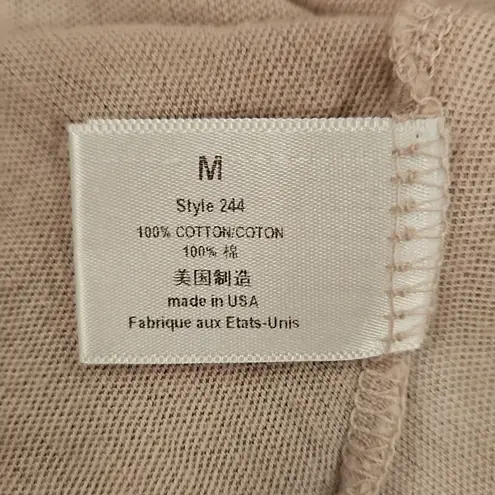 M
Style 244
100% COTTON/COTON
100% 棉
美国制造
made in USA
Fabrique aux Etats-Unis